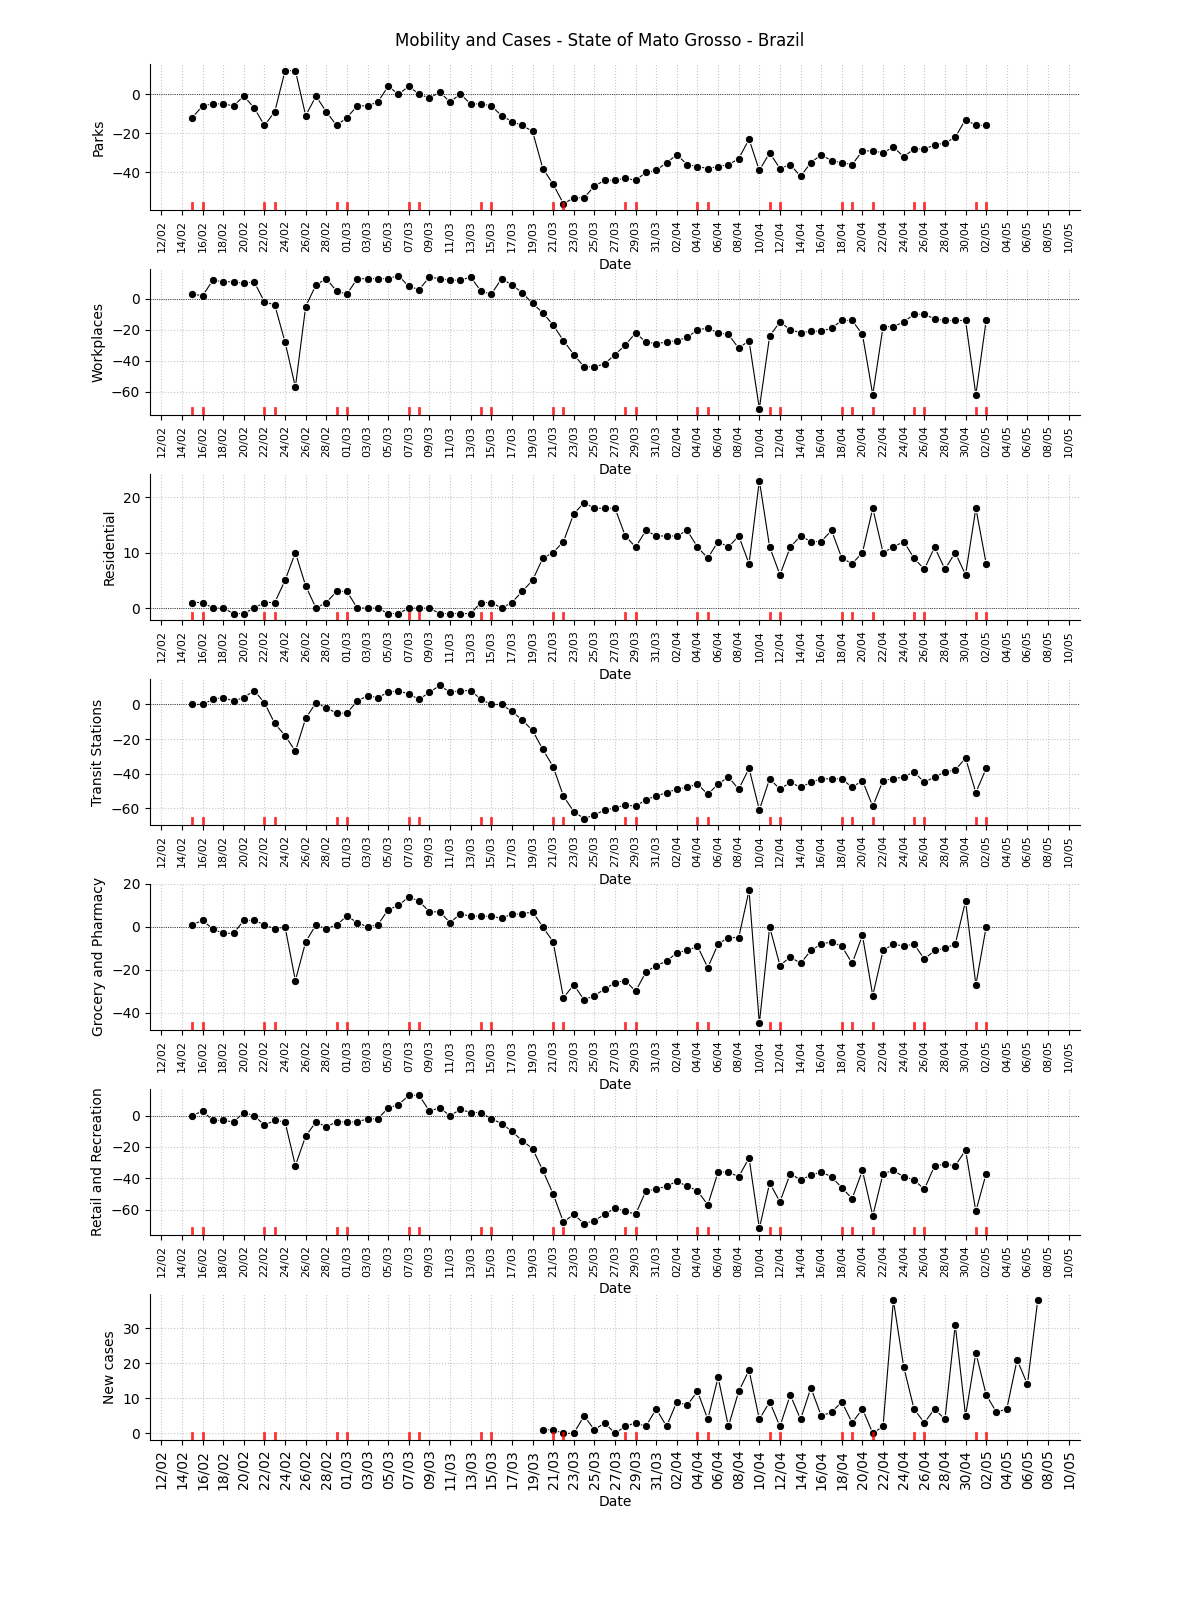 Mobility and Cases - State of Mato Grosso - Brazil
Parks
0
−20
−40
12/02 14/02 16/02 18/02 20/02 22/02 24/02 26/02 28/02 01/03 03/03 05/03 07/03 09/03 11/03 13/03 15/03 17/03 19/03 21/03 23/03 25/03 27/03 29/03 31/03 02/04 04/04 06/04 08/04 10/04 12/04 14/04 16/04 18/04 20/04 22/04 24/04 26/04 28/04 30/04 02/05 04/05 06/05 08/05 10/05
Date
Workplaces
0
−20
−40
−60
12/02 14/02 16/02 18/02 20/02 22/02 24/02 26/02 28/02 01/03 03/03 05/03 07/03 09/03 11/03 13/03 15/03 17/03 19/03 21/03 23/03 25/03 27/03 29/03 31/03 02/04 04/04 06/04 08/04 10/04 12/04 14/04 16/04 18/04 20/04 22/04 24/04 26/04 28/04 30/04 02/05 04/05 06/05 08/05 10/05
Date
Residential
20
10
0
12/02 14/02 16/02 18/02 20/02 22/02 24/02 26/02 28/02 01/03 03/03 05/03 07/03 09/03 11/03 13/03 15/03 17/03 19/03 21/03 23/03 25/03 27/03 29/03 31/03 02/04 04/04 06/04 08/04 10/04 12/04 14/04 16/04 18/04 20/04 22/04 24/04 26/04 28/04 30/04 02/05 04/05 06/05 08/05 10/05
Date
Transit Stations
0
−20
−40
−60
12/02 14/02 16/02 18/02 20/02 22/02 24/02 26/02 28/02 01/03 03/03 05/03 07/03 09/03 11/03 13/03 15/03 17/03 19/03 21/03 23/03 25/03 27/03 29/03 31/03 02/04 04/04 06/04 08/04 10/04 12/04 14/04 16/04 18/04 20/04 22/04 24/04 26/04 28/04 30/04 02/05 04/05 06/05 08/05 10/05
Date
Grocery and Pharmacy
20
0
−20
−40
12/02 14/02 16/02 18/02 20/02 22/02 24/02 26/02 28/02 01/03 03/03 05/03 07/03 09/03 11/03 13/03 15/03 17/03 19/03 21/03 23/03 25/03 27/03 29/03 31/03 02/04 04/04 06/04 08/04 10/04 12/04 14/04 16/04 18/04 20/04 22/04 24/04 26/04 28/04 30/04 02/05 04/05 06/05 08/05 10/05
Date
Retail and Recreation
0
−20
−40
−60
12/02 14/02 16/02 18/02 20/02 22/02 24/02 26/02 28/02 01/03 03/03 05/03 07/03 09/03 11/03 13/03 15/03 17/03 19/03 21/03 23/03 25/03 27/03 29/03 31/03 02/04 04/04 06/04 08/04 10/04 12/04 14/04 16/04 18/04 20/04 22/04 24/04 26/04 28/04 30/04 02/05 04/05 06/05 08/05 10/05
Date
New cases
30
20
10
0
12/02 14/02 16/02 18/02 20/02 22/02 24/02 26/02 28/02 01/03 03/03 05/03 07/03 09/03 11/03 13/03 15/03 17/03 19/03 21/03 23/03 25/03 27/03 29/03 31/03 02/04 04/04 06/04 08/04 10/04 12/04 14/04 16/04 18/04 20/04 22/04 24/04 26/04 28/04 30/04 02/05 04/05 06/05 08/05 10/05
Date